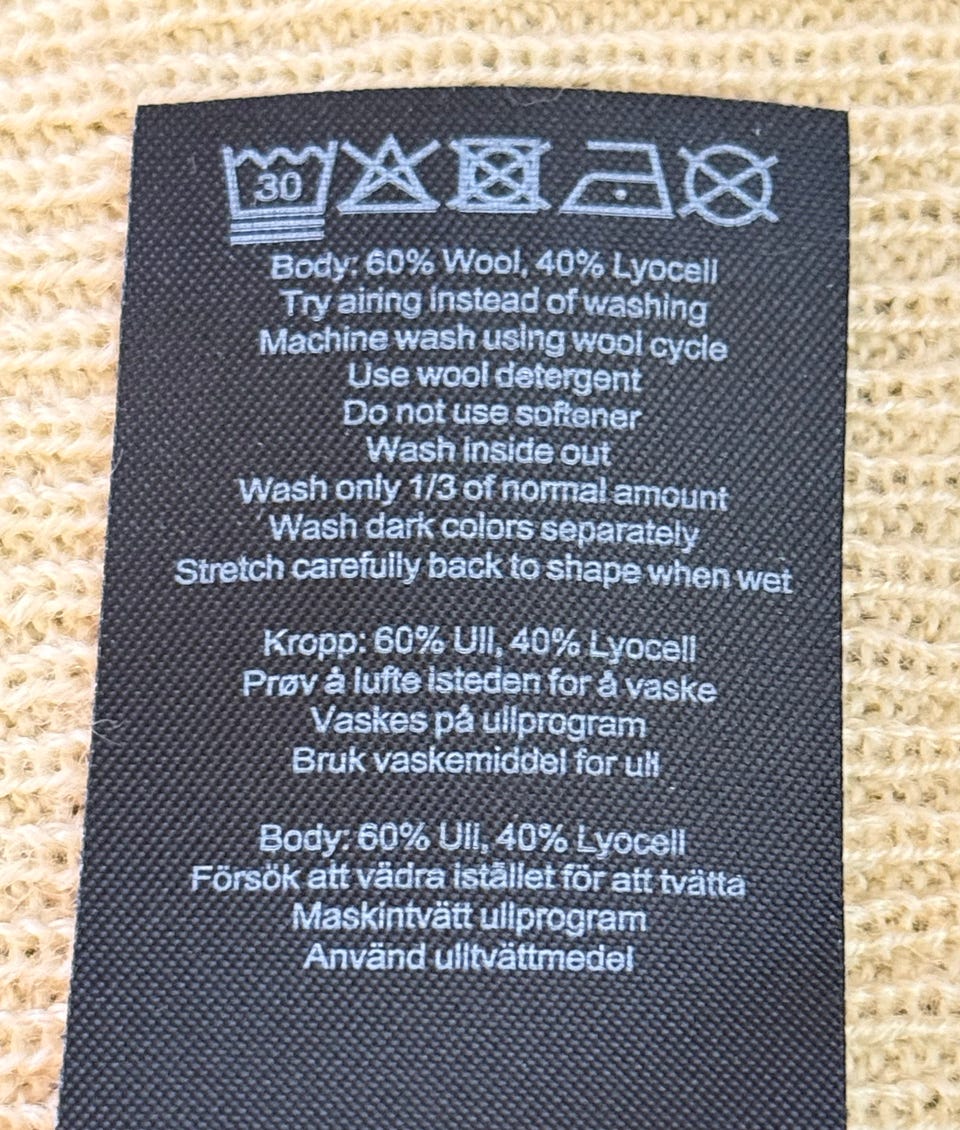 30
Body: 60% Wool, 40% Lyocell
Try airing instead of washing
Machine wash using wool cycle
Use wool detergent
Do not use softener
Wash inside out
Wash only 1/3 of normal amount
Wash dark colors separately
Stretch carefully back to shape when wet
Kropp: 60% Ull, 40% Lyocell
Prøv å lufte isteden for å vaske
Vaskes på ullprogram
Bruk vaskemiddel for ull
Body: 60% Ull, 40% Lyocell
Försök att vädra istället för att tvätta
Maskintvätt ullprogram
Använd ulltvättmedel